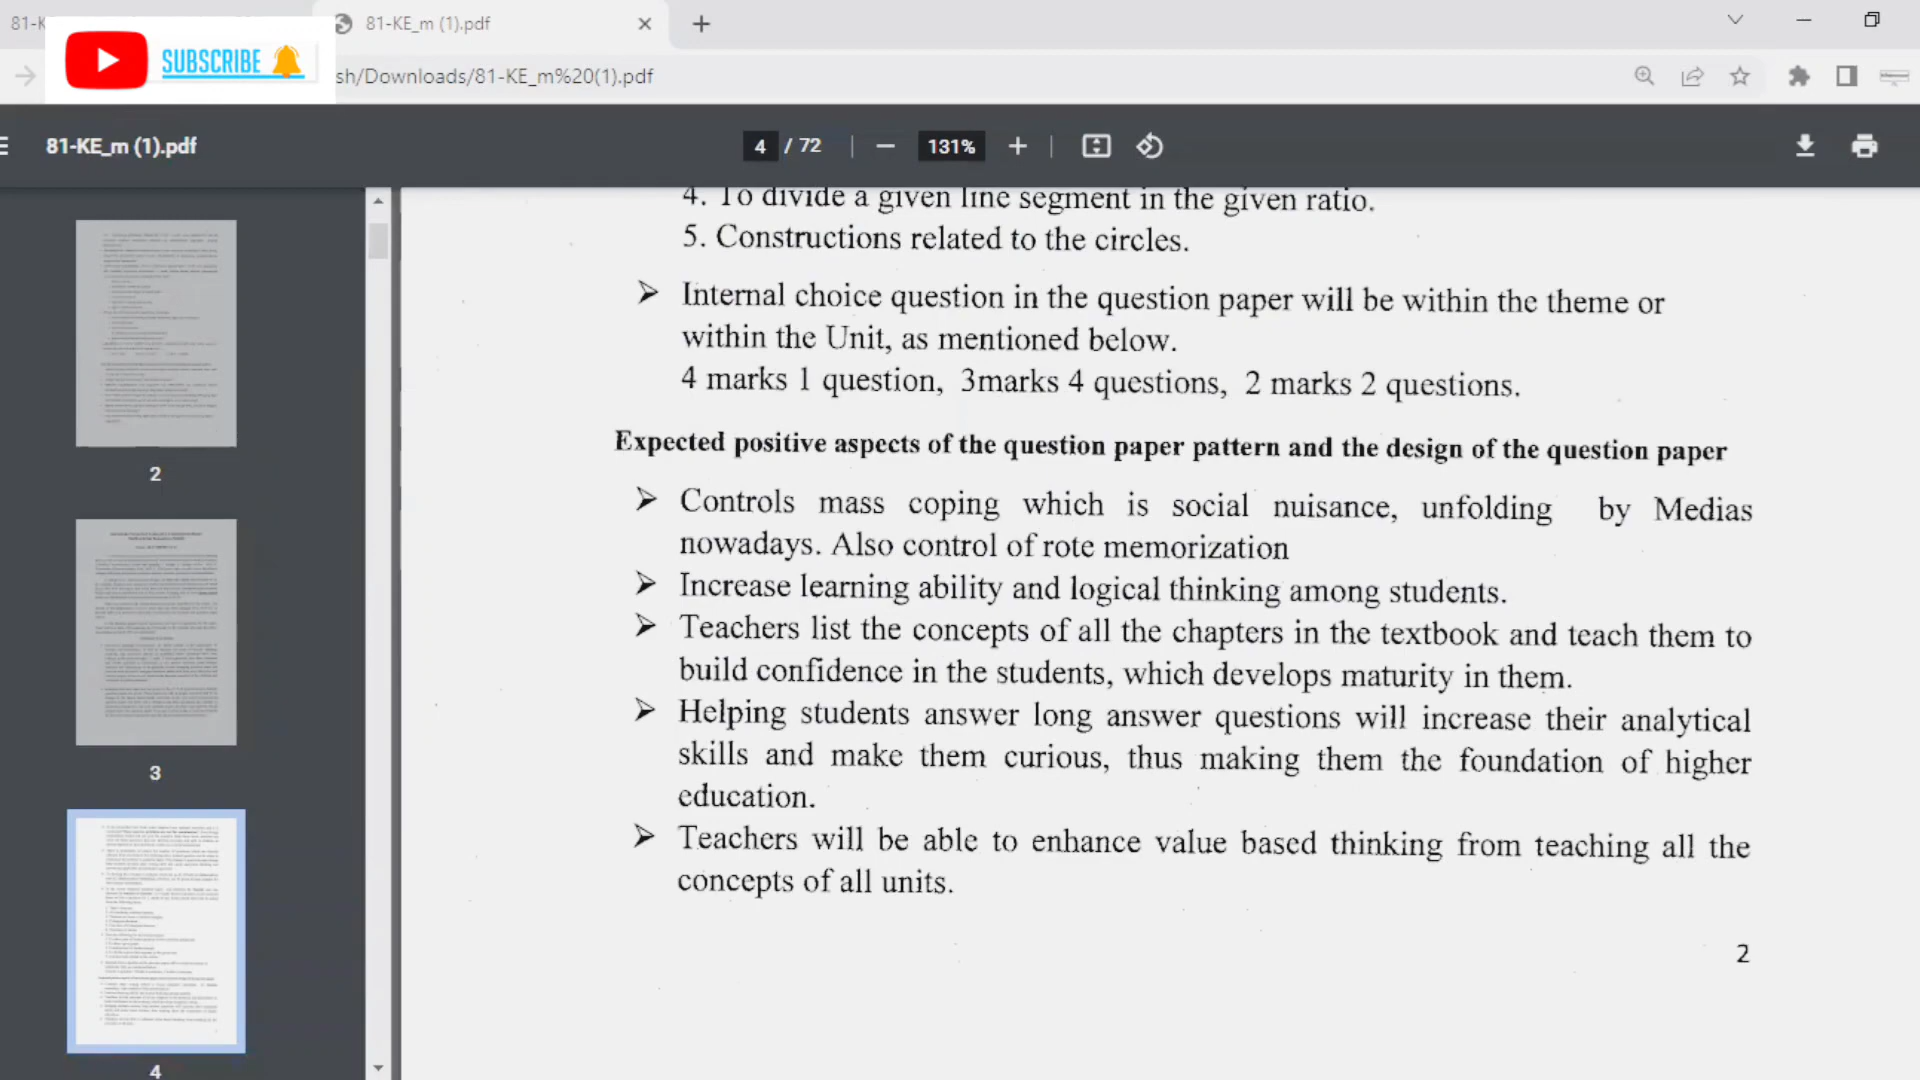 81-K
81-KE_m (1).pdf
SUBSCRIBE
sh/Downloads/81-KE_m%20(1).pdf
81-KE_m (1).pdf
4 / 72
131%
4. To divide a given line segment in the given ratio.
5. Constructions related to the circles.
➢ Internal choice question in the question paper will be within the theme or
within the Unit, as mentioned below.
4 marks 1 question, 3marks 4 questions, 2 marks 2 questions.
Expected positive aspects of the question paper pattern and the design of the question paper
➢ Controls mass coping which is social nuisance, unfolding by Medias
nowadays. Also control of rote memorization
➢ Increase learning ability and logical thinking among students.
➢ Teachers list the concepts of all the chapters in the textbook and teach them to
build confidence in the students, which develops maturity in them.
➢ Helping students answer long answer questions will increase their analytical
skills and make them curious, thus making them the foundation of higher
education.
➢ Teachers will be able to enhance value based thinking from teaching all the
concepts of all units.
2
2
3
4